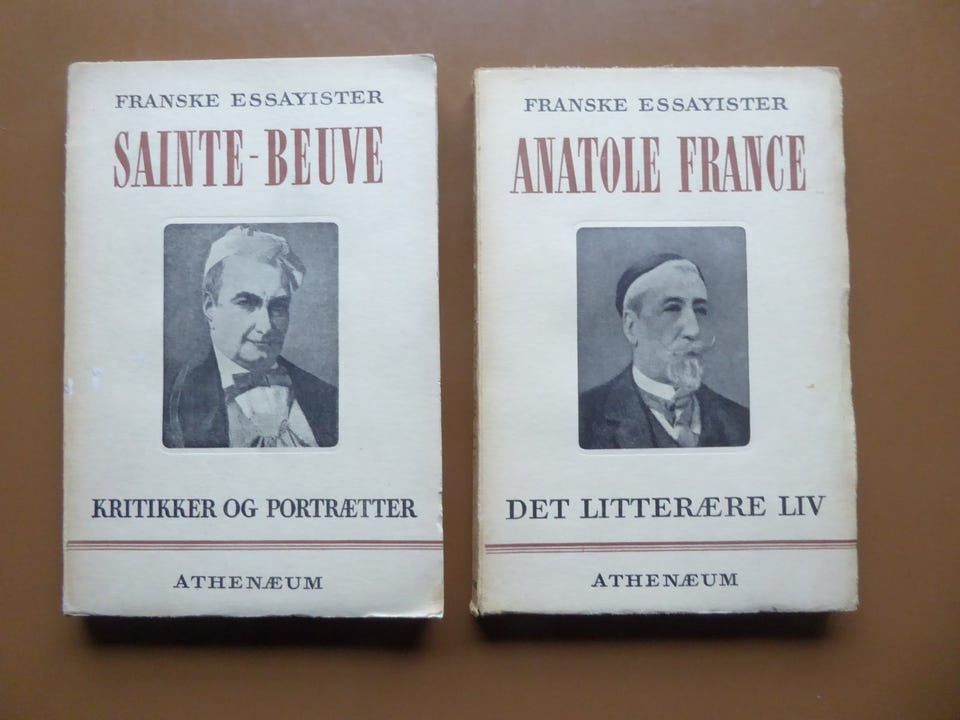 FRANSKE ESSAYISTER
SAINTE-BEUVE
KRITIKKER OG PORTRÆTTER
ATHENÆUM
FRANSKE ESSAYISTER
ANATOLE FRANCE
DET LITTERÆRE LIV
ATHENÆUM